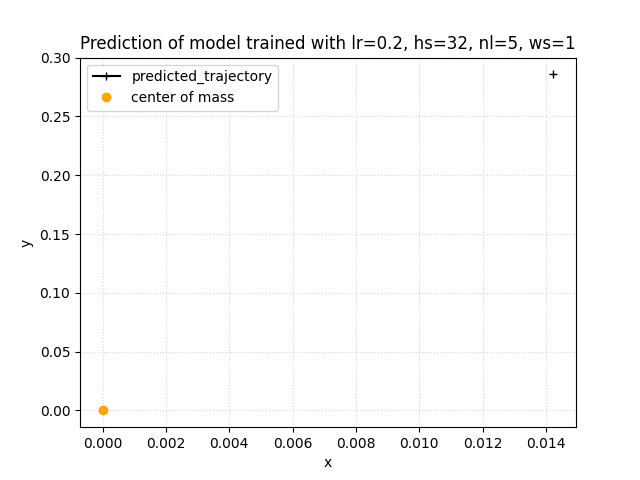 Prediction of model trained with lr=0.2, hs=32, nl=5, ws=1
predicted_trajectory
center of mass
0.30
0.25
0.20
0.15
0.10
0.05
0.00
y
0.000 0.002 0.004 0.006 0.008 0.010 0.012 0.014
x